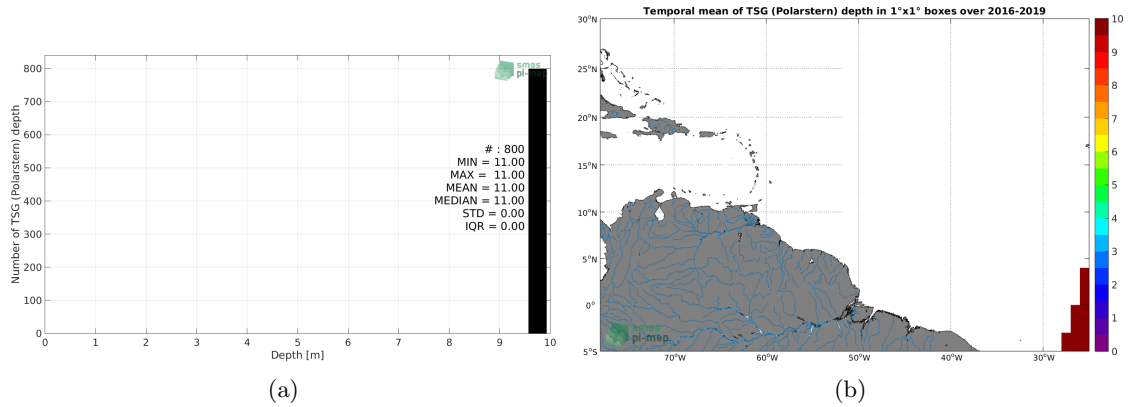 800
700
600
500
400
300
200
100
0
Number of TSG (Polarstern) depth
smos
pi-mep
# : 800
MIN = 11.00
MAX = 11.00
MEAN = 11.00
MEDIAN = 11.00
STD = 0.00
IQR = 0.00
0 1 2 3 4 5 6 7 8 9 10
Depth [m]
(a)
Temporal mean of TSG (Polarstern) depth in 1°x1° boxes over 2016-2019
30°N
25°N
20°N
15°N
10°N
5°N
0°
5°S
70°W 60°W 50°W 40°W 30°W
smos
pi-mep
10
9
8
7
6
5
4
3
2
1
0
(b)